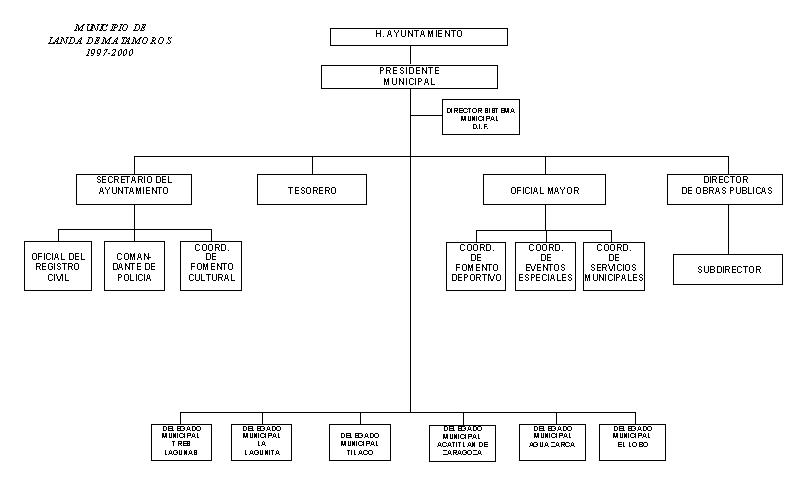 MUNICIPIO DE
LANDA DE MATAMOROS
1997-2000
H. AYUNTAMIENTO
PRESIDENTE
MUNICIPAL
DIRECTOR SISTEMA
MUNICIPAL
D.I.F.
SECRETARIO DEL
AYUNTAMIENTO
TESORERO
OFICIAL MAYOR
DIRECTOR
DE OBRAS PUBLICAS
OFICIAL DEL
REGISTRO
CIVIL
COMAN-
DANTE DE
POLICIA
COORD.
DE
FOMENTO
CULTURAL
COORD.
DE
FOMENTO
DEPORTIVO
COORD.
DE
EVENTOS
ESPECIALES
COORD.
DE
SERVICIOS
MUNICIPALES
SUBDIRECTOR
DELEGADO
MUNICIPAL
TRES
LAGUNAS
DELEGADO
MUNICIPAL
LA
LAGUNITA
DELEGADO
MUNICIPAL
TILACO
DELEGADO
MUNICIPAL
ACATITLAN DE
ZARAGOZA
DELEGADO
MUNICIPAL
AGUA ZARCA
DELEGADO
MUNICIPAL
EL LOBO